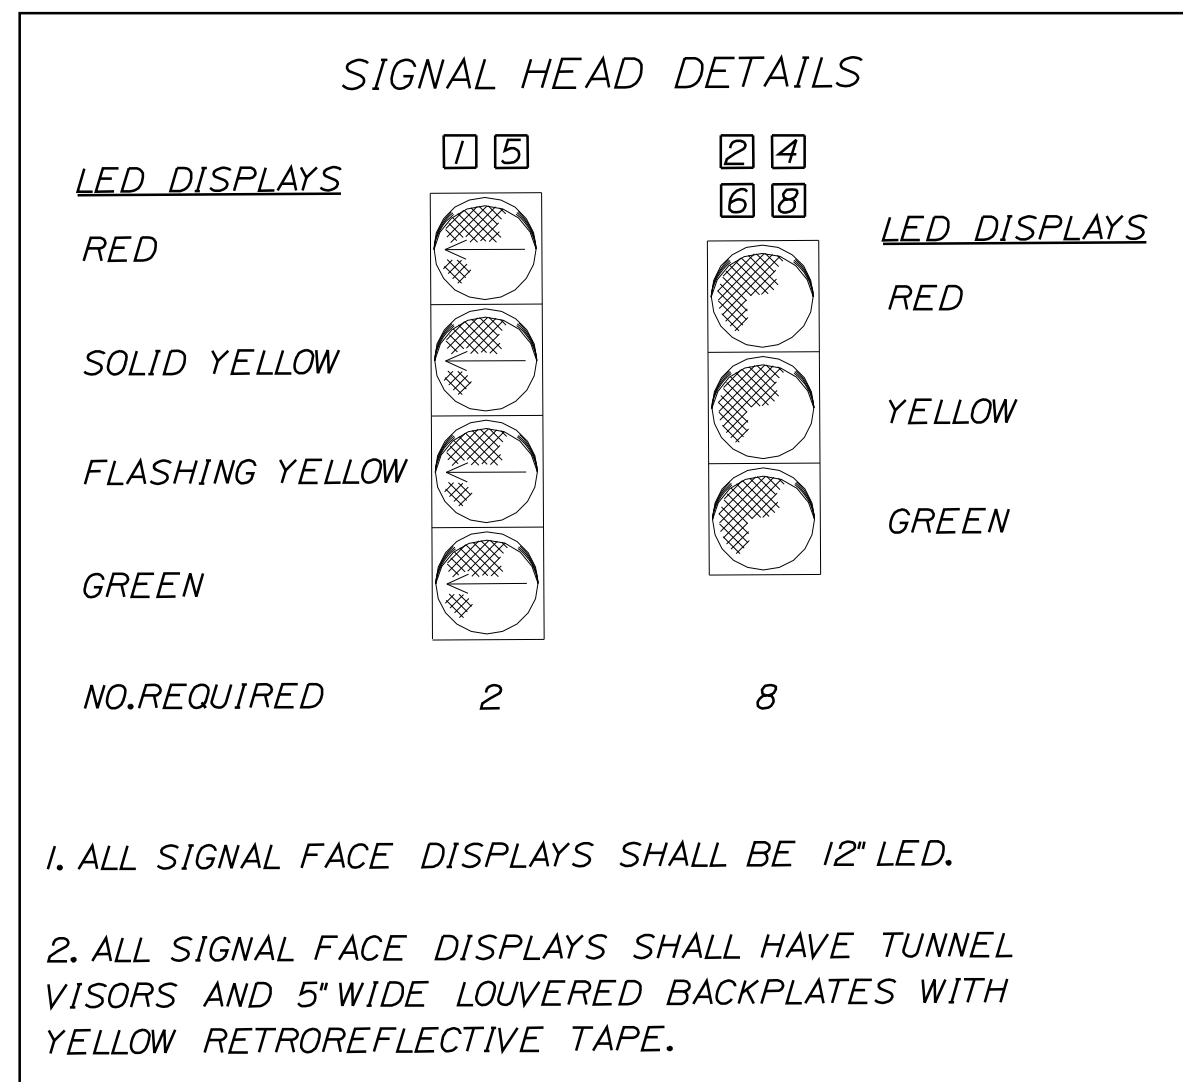 SIGNAL HEAD DETAILS
1 5
2 4
6 8
LED DISPLAYS
RED
SOLID YELLOW
FLASHING YELLOW
GREEN
LED DISPLAYS
RED
YELLOW
GREEN
NO.REQUIRED 2 8
1. ALL SIGNAL FACE DISPLAYS SHALL BE 12" LED.
2. ALL SIGNAL FACE DISPLAYS SHALL HAVE TUNNEL
VISORS AND 5" WIDE LOUVERED BACKPLATES WITH
YELLOW RETROREFLECTIVE TAPE.